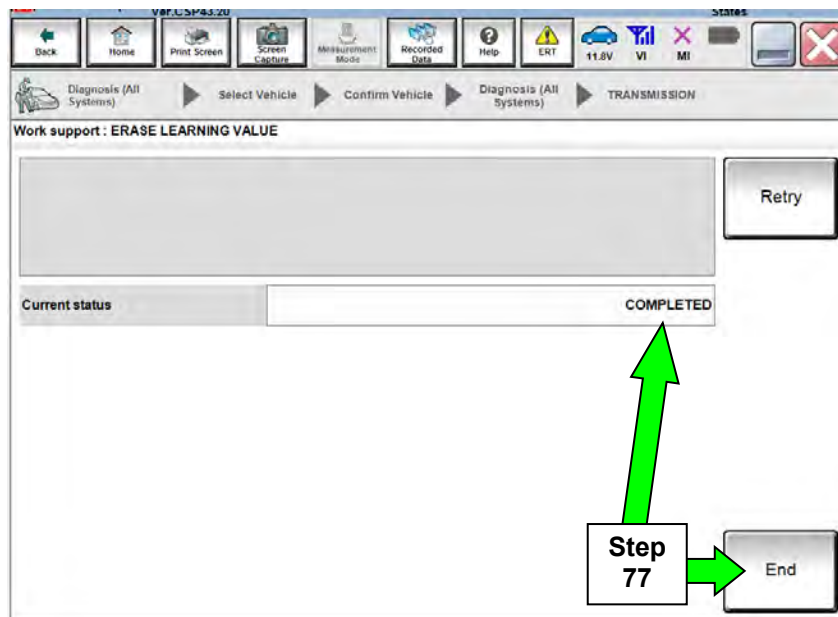 Ver.CSP43.20 States
Back Home Print Screen Screen Capture Measurement Mode Recorded Data Help ERT 11.8V VI MI
Diagnosis (All Systems) Select Vehicle Confirm Vehicle Diagnosis (All Systems) TRANSMISSION
Work support : ERASE LEARNING VALUE
Retry
Current status COMPLETED
Step
77
End